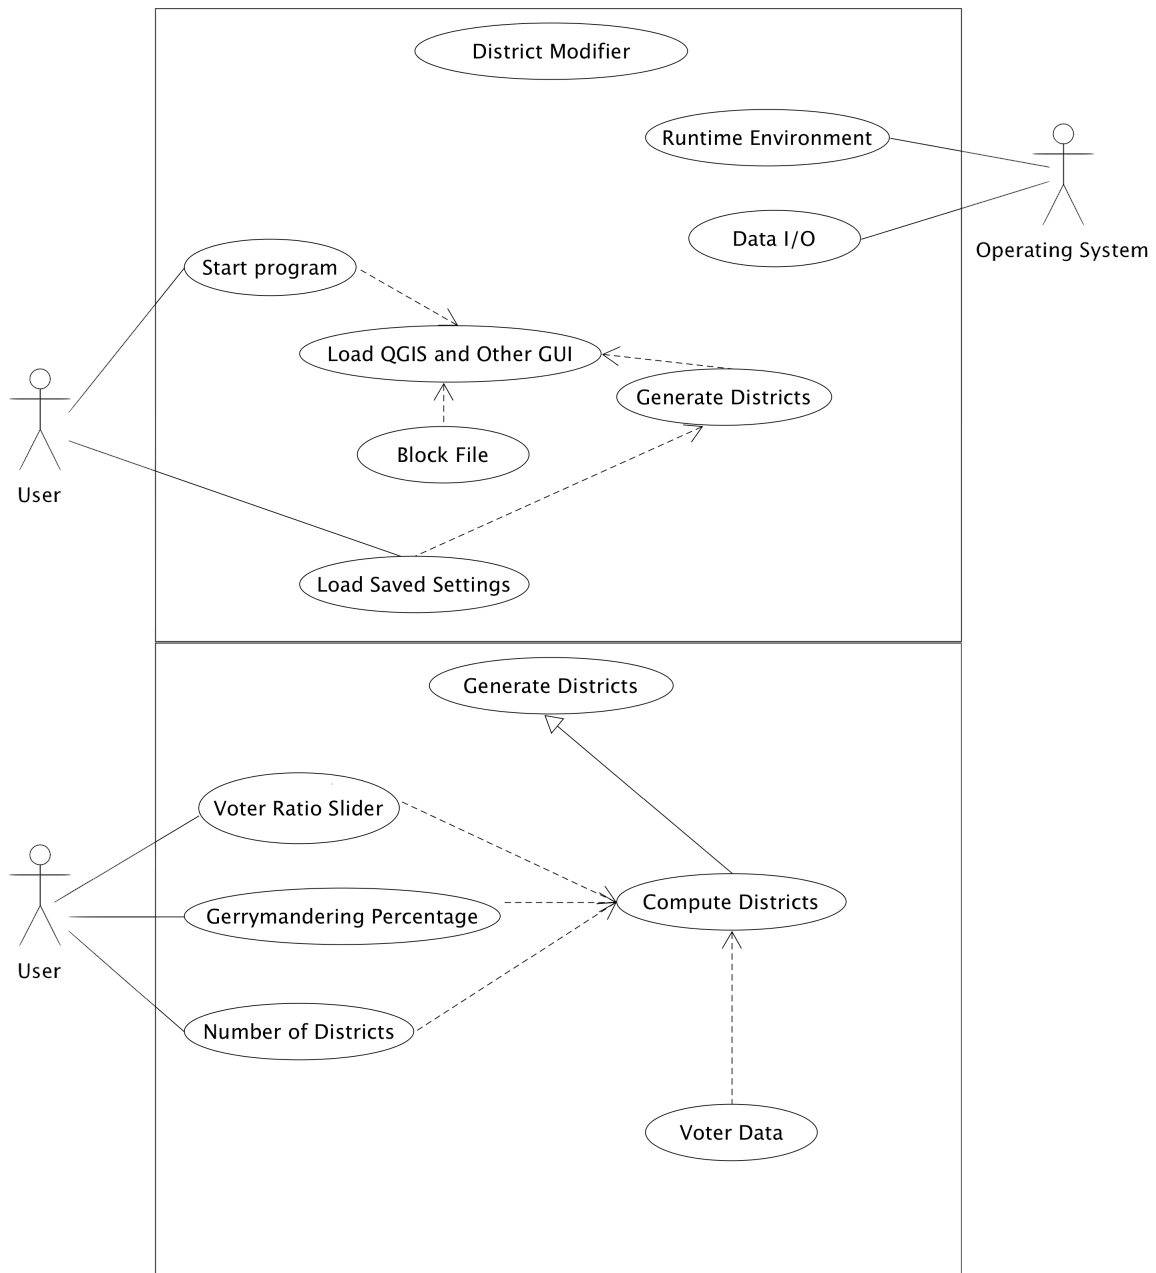 District Modifier
Runtime Environment
Data I/O
Operating System
Start program
Load QGIS and Other GUI
Generate Districts
Block File
User
Load Saved Settings
Generate Districts
Voter Ratio Slider
Compute Districts
Gerrymandering Percentage
User
Number of Districts
Voter Data